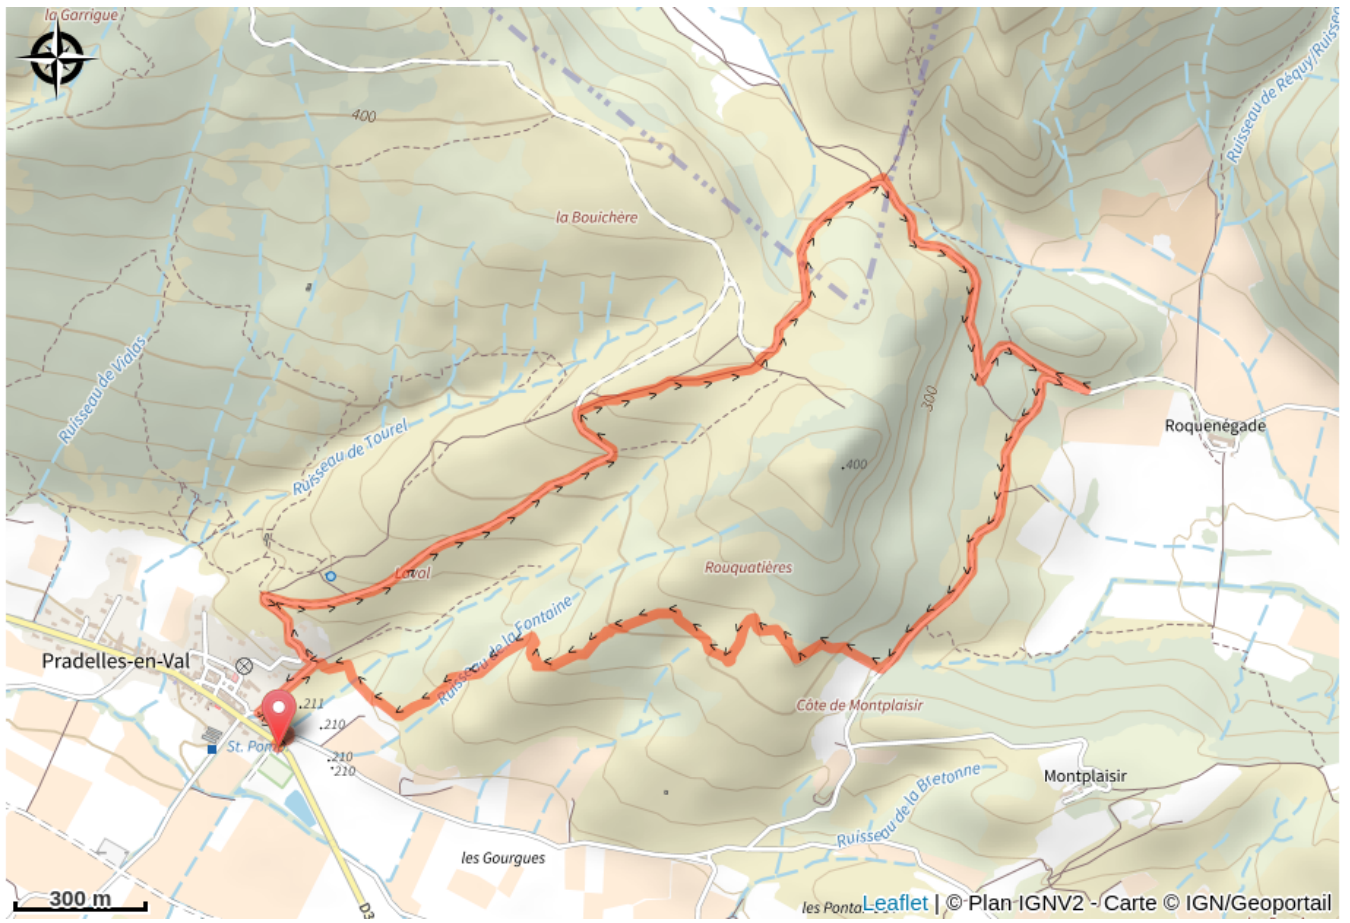 la Garrigue
400
Ruisseau de Réquy/Ruisse
la Bouichère
Ruisseau de Vialas
300
Roquenégade
Ruisseau de Tourel
400
Laval
Rouquatières
Ruisseau de la Fontaine
Pradelles-en-Val
211
Côte de Montplaisir
210
St. Pomp
210
210
Montplaisir
Ruisseau de la Bretonne
les Gourgues
300 m
D3
les Ponta
Leaflet | © Plan IGNV2 - Carte © IGN/Geoportail